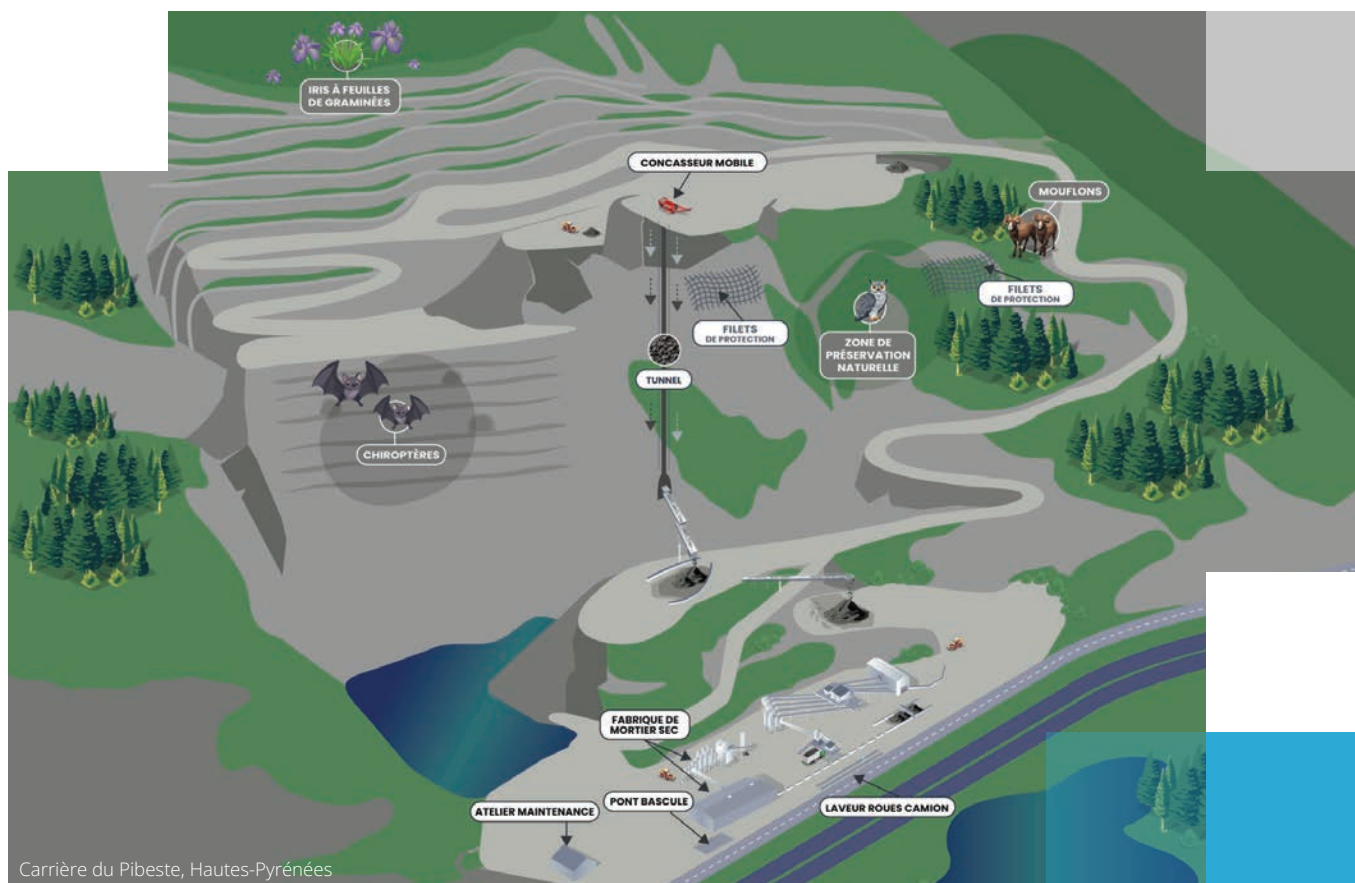 IRIS À FEUILLES
DE GRAMINÉES
CONCASSEUR MOBILE
MOUFLONS
FILETS
DE PROTECTION
FILETS
DE PROTECTION
ZONE DE
PRÉSERVATION
NATURELLE
TUNNEL
CHIROPTÈRES
FABRIQUE DE
MORTIER SEC
PONT BASCULE
LAVEUR ROUES CAMION
ATELIER MAINTENANCE
Carrière du Pibeste, Hautes-Pyrénées